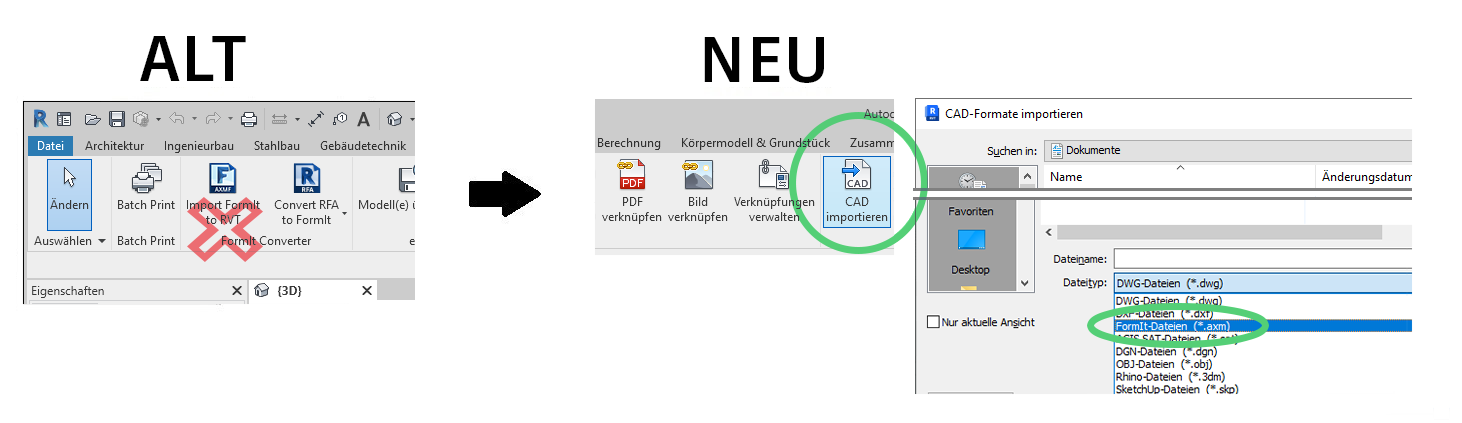 ALT
NEU
Datei Architektur Ingenieurbau Stahlbau Gebäudetechnik
Ändern
Batch Print
Import FormIt
to RVT
Convert RFA
to FormIt
Modell(e) ü
Auswählen
Batch Print
FormIt Converter
e
Eigenschaften
{3D}
AXMF
RFA
Autoc
Berechnung Körpermodell & Grundstück Zusamm
PDF
CAD
PDF
verknüpfen
Bild
verknüpfen
Verknüpfungen
verwalten
CAD
importieren
CAD-Formate importieren
Suchen in:
Dokumente
Name
Änderungsdatum
Favoriten
Desktop
Dateiname:
Dateityp:
DWG-Dateien (*.dwg)
DWG-Dateien (*.dwg)
DXF-Dateien (*.dxf)
FormIt-Dateien (*.axm)
ACIS SAT-Dateien (*.sat)
DGN-Dateien (*.dgn)
OBJ-Dateien (*.obj)
Rhino-Dateien (*.3dm)
SketchUp-Dateien (*.skp)
Nur aktuelle Ansicht